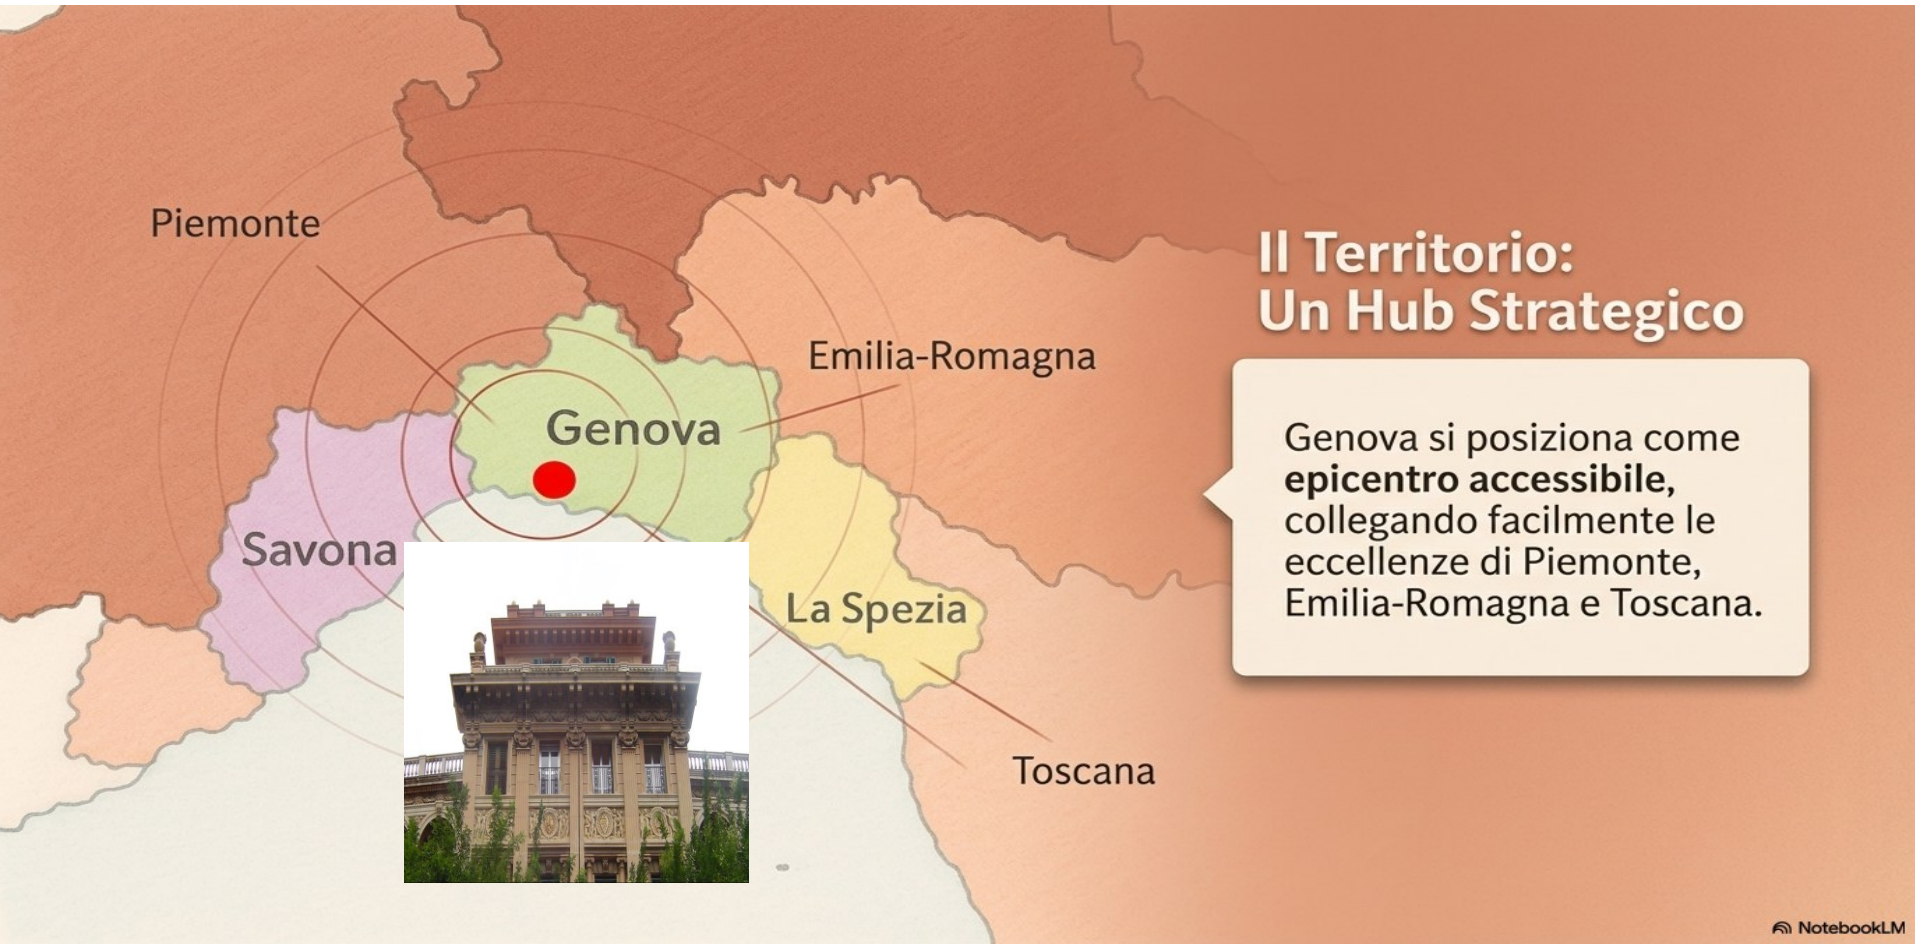 Piemonte
Emilia-Romagna
Genova
Savona
La Spezia
Toscana
Il Territorio:
Un Hub Strategico
Genova si posiziona come
epicentro accessibile,
collegando facilmente le
eccellenze di Piemonte,
Emilia-Romagna e Toscana.
NotebookLM